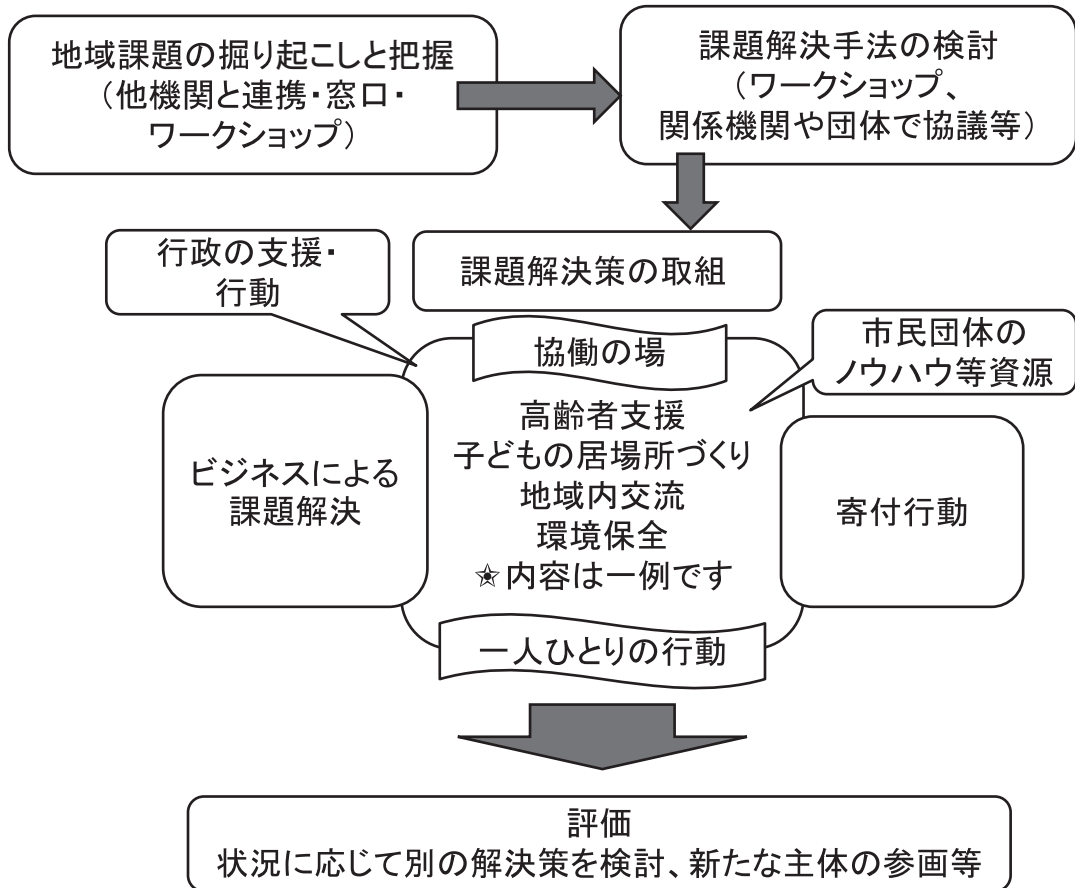 地域課題の掘り起こしと把握
（他機関と連携・窓口・
ワークショップ）
課題解決手法の検討
（ワークショップ、
関係機関や団体で協議等）
行政の支援・
行動
課題解決策の取組
協働の場
市民団体の
ノウハウ等資源
高齢者支援
子どもの居場所づくり
地域内交流
環境保全
✬内容は一例です
ビジネスによる
課題解決
寄付行動
一人ひとりの行動
評価
状況に応じて別の解決策を検討、新たな主体の参画等